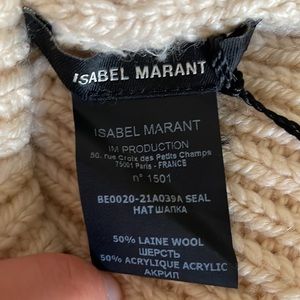 ISABEL MARANT
ISABEL MARANT
IM PRODUCTION
50, rue Croix des Petits Champs
75001 Paris - FRANCE
n° 1501
BE0020-21A039A SEAL
HAT ШАПКА
50% LAINE WOOL
ШЕРСТЬ
50% ACRYLIQUE ACRYLIC
АКРИЛ